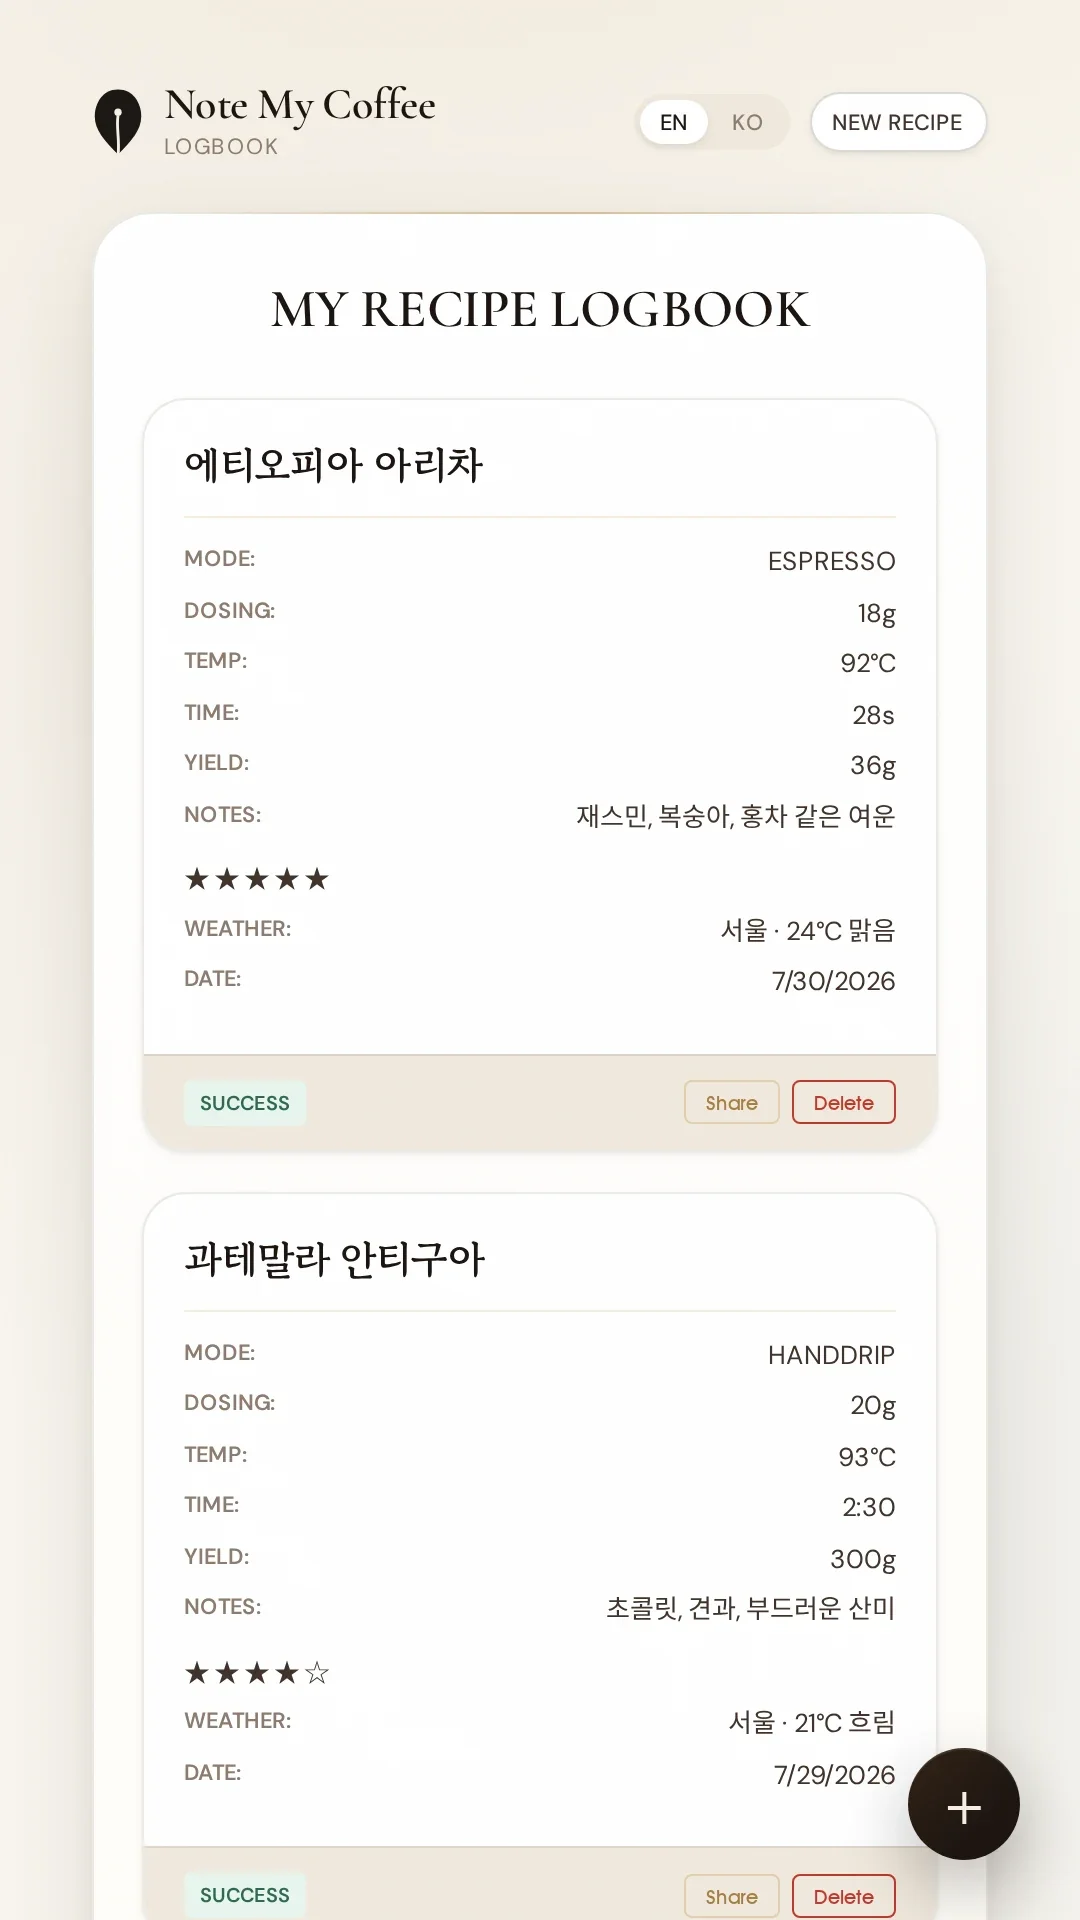 Note My Coffee
LOGBOOK
EN KO NEW RECIPE
MY RECIPE LOGBOOK
에티오피아 아리차
MODE: ESPRESSO
DOSING: 18g
TEMP: 92°C
TIME: 28s
YIELD: 36g
NOTES: 재스민, 복숭아, 홍차 같은 여운
★★★★★
WEATHER: 서울 · 24°C 맑음
DATE: 7/30/2026
SUCCESS Share Delete
과테말라 안티구아
MODE: HANDDRIP
DOSING: 20g
TEMP: 93°C
TIME: 2:30
YIELD: 300g
NOTES: 초콜릿, 견과, 부드러운 산미
★★★★☆
WEATHER: 서울 · 21°C 흐림
DATE: 7/29/2026
+
SUCCESS Share Delete